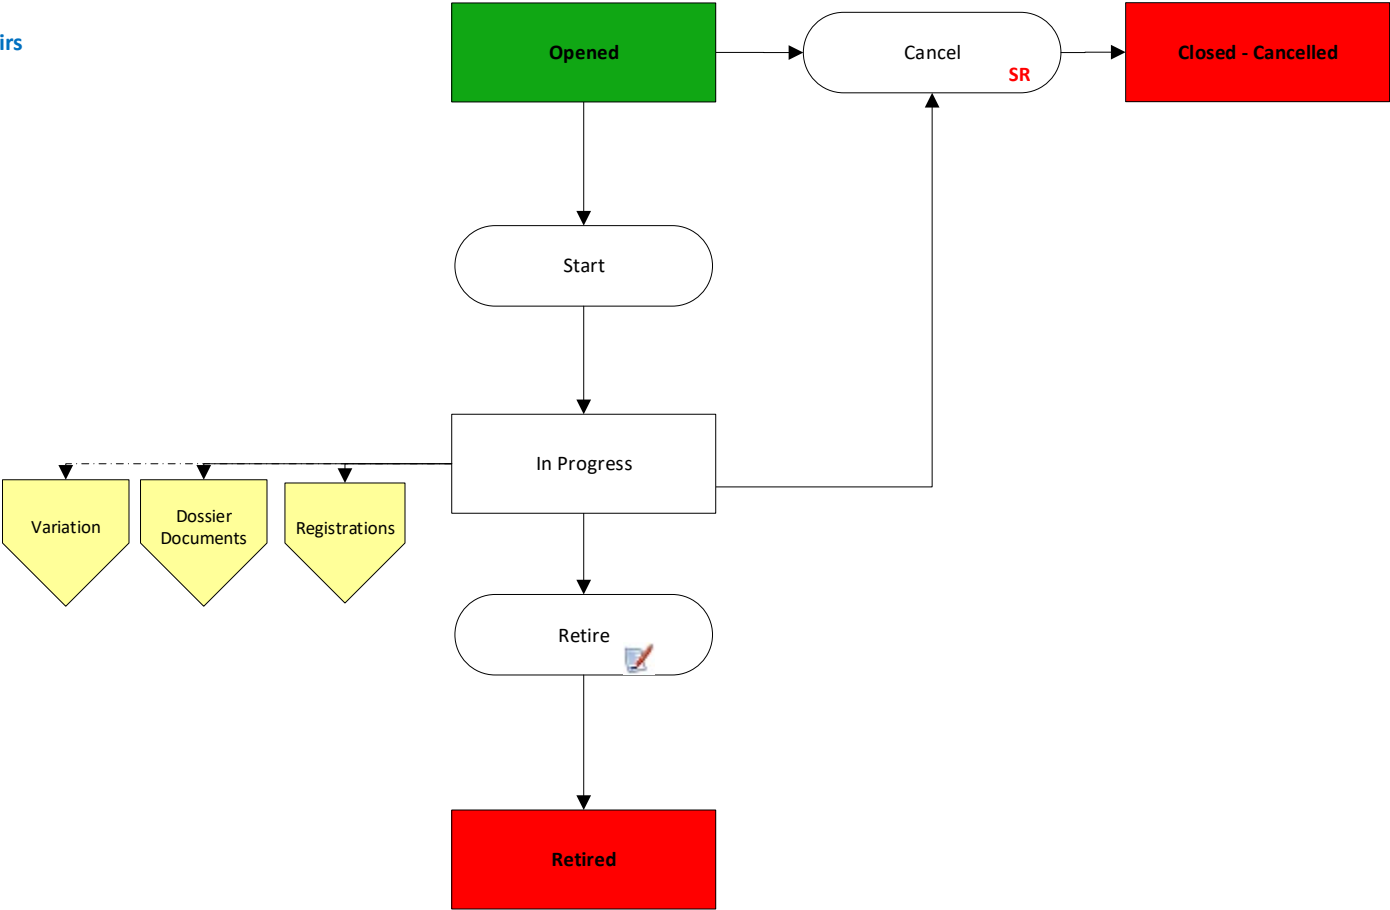 irs
Opened
Cancel
SR
Closed - Cancelled
Start
In Progress
Variation
Dossier
Documents
Registrations
Retire
Retired